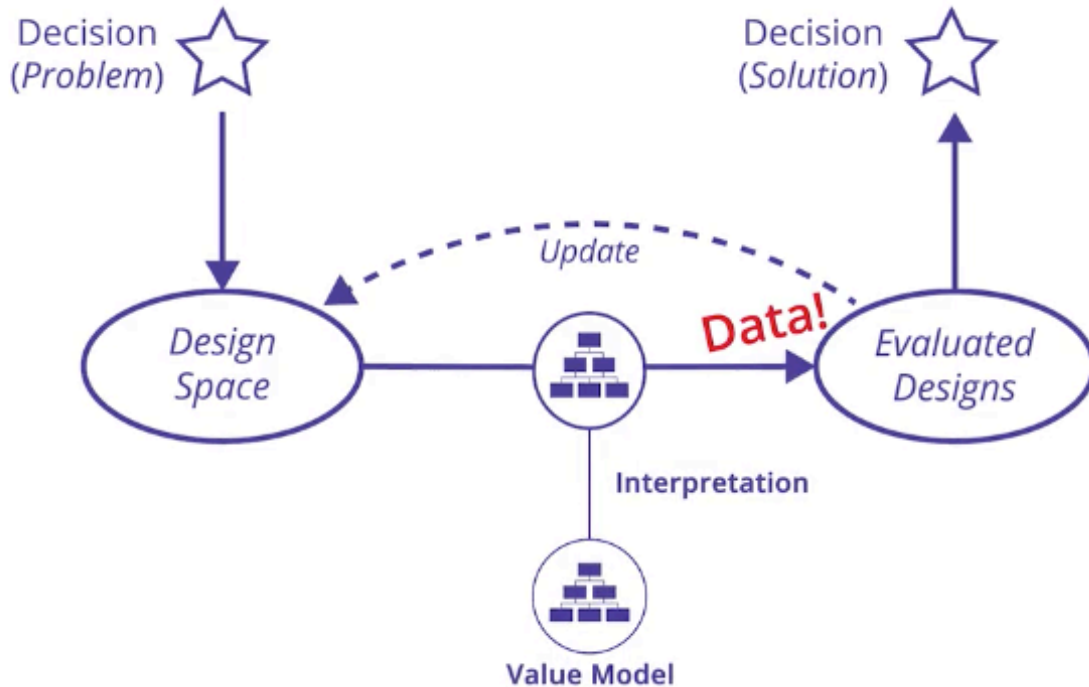 Decision
(Problem)
Decision
(Solution)
Update
Data!
Design
Space
Evaluated
Designs
Interpretation
Value Model